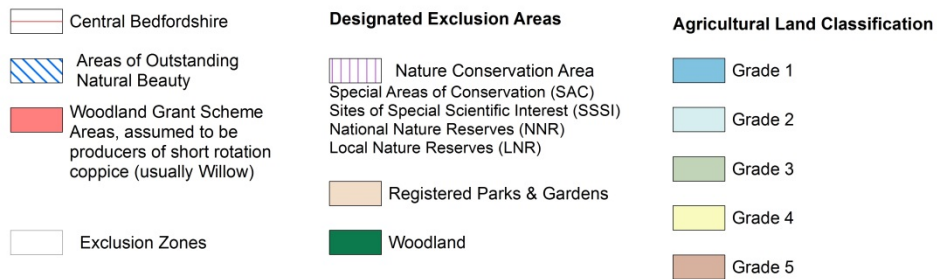 Central Bedfordshire
Areas of Outstanding
Natural Beauty
Woodland Grant Scheme
Areas, assumed to be
producers of short rotation
coppice (usually Willow)
Exclusion Zones
Designated Exclusion Areas
Nature Conservation Area
Special Areas of Conservation (SAC)
Sites of Special Scientific Interest (SSSI)
National Nature Reserves (NNR)
Local Nature Reserves (LNR)
Registered Parks & Gardens
Woodland
Agricultural Land Classification
Grade 1
Grade 2
Grade 3
Grade 4
Grade 5